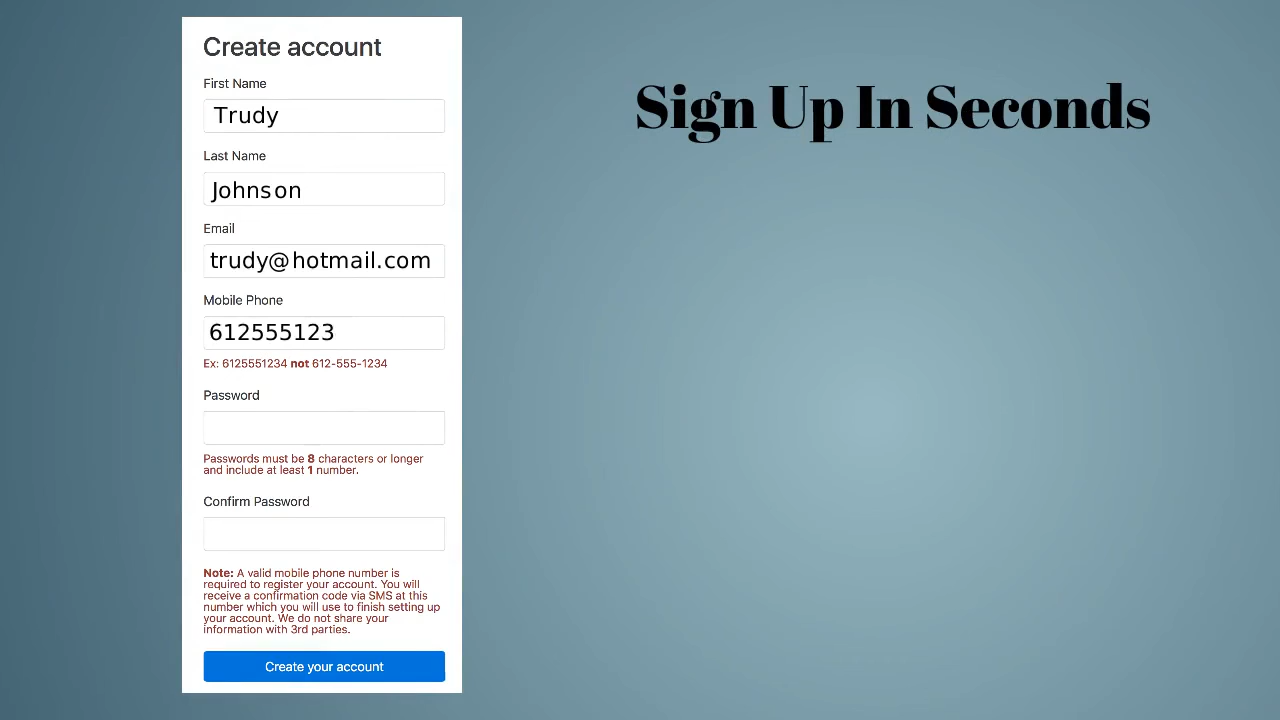 Create account
First Name
Trudy
Last Name
Johnson
Email
trudy@hotmail.com
Mobile Phone
612555123
Ex: 6125551234 not 612-555-1234
Password
Passwords must be 8 characters or longer
and include at least 1 number.
Confirm Password
Note: A valid mobile phone number is
required to register your account. You will
receive a confirmation code via SMS at this
number which you will use to finish setting up
your account. We do not share your
information with 3rd parties.
Create your account
Sign Up In Seconds